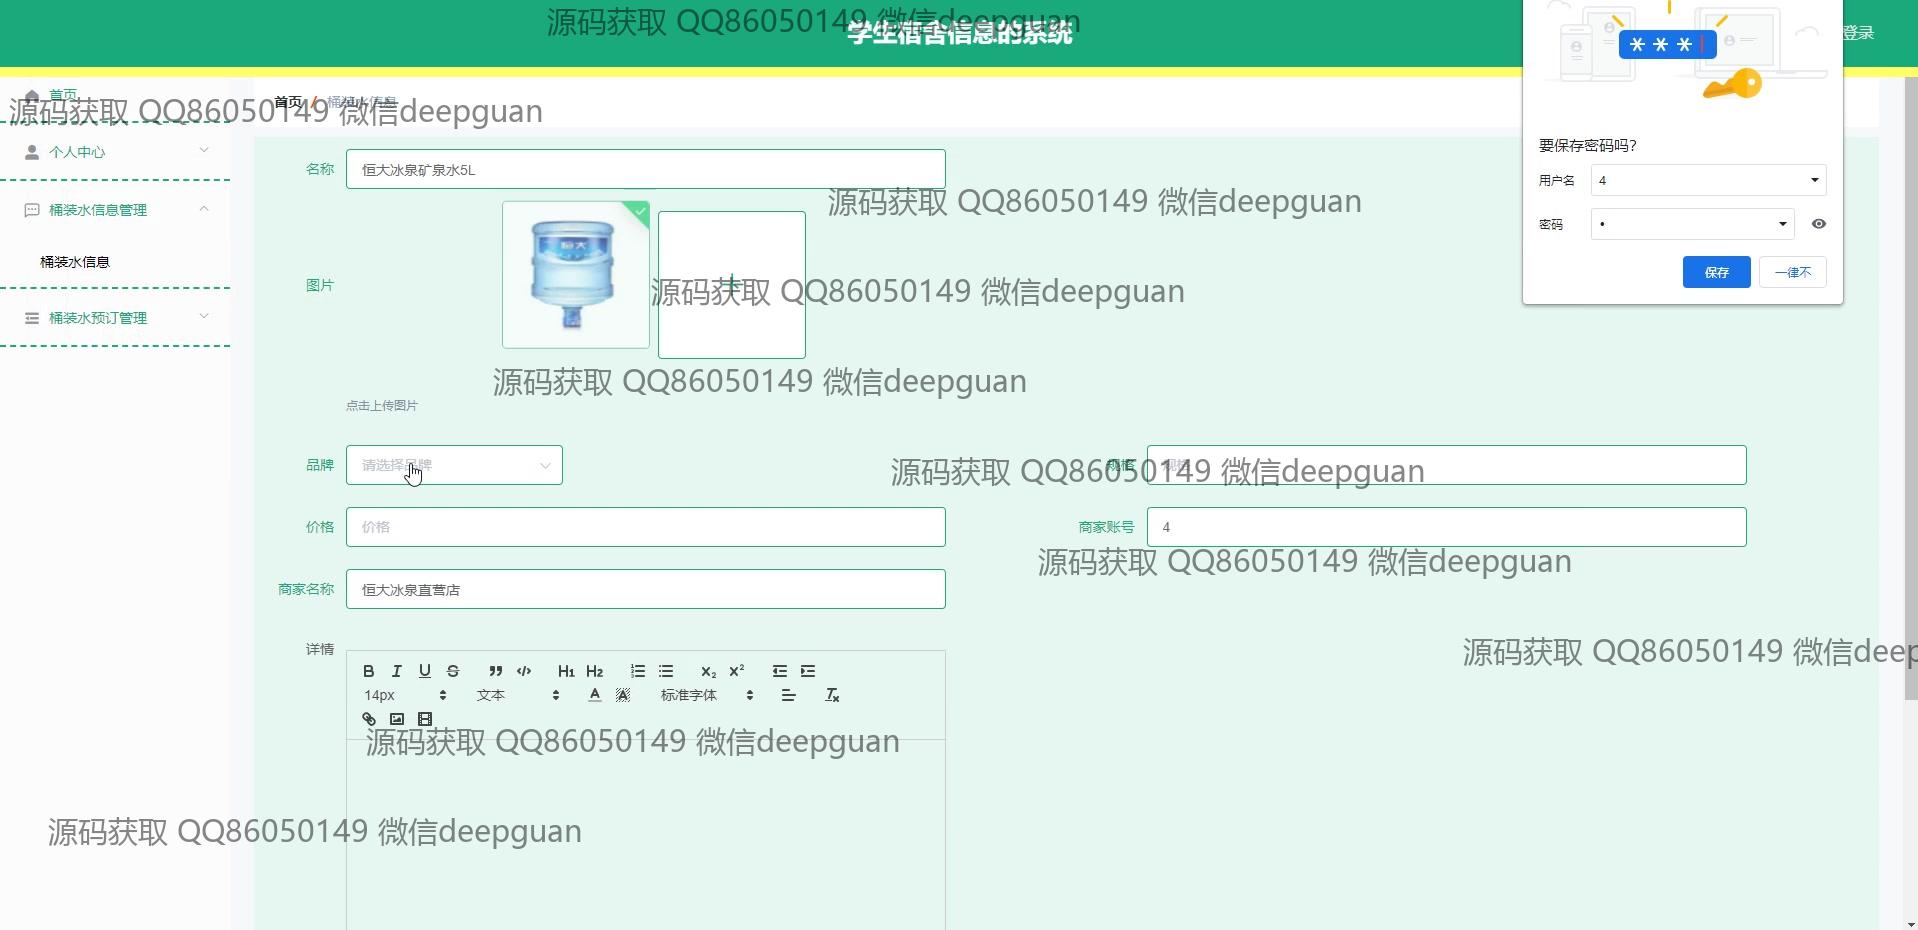 源码获取 QQ86050149 微信deepguan
学生宿舍信息的系统
登录
首页
源码获取 QQ86050149 微信deepguan
首页 / 桶装水信息
个人中心
桶装水信息管理
桶装水信息
桶装水预订管理
要保存密码吗?
用户名 4
密码 •
保存 一律不
名称 恒大冰泉矿泉水5L
源码获取 QQ86050149 微信deepguan
图片
恒大
源码获取 QQ86050149 微信deepguan
源码获取 QQ86050149 微信deepguan
点击上传图片
品牌 请选择品牌
规格 规格
源码获取 QQ86050149 微信deepguan
价格 价格
商家账号 4
源码获取 QQ86050149 微信deepguan
商家名称 恒大冰泉直营店
详情
源码获取 QQ86050149 微信deep
B I U S H1 H2 X2 X2
14px 文本 A A 标准字体 Tx
源码获取 QQ86050149 微信deepguan
源码获取 QQ86050149 微信deepguan